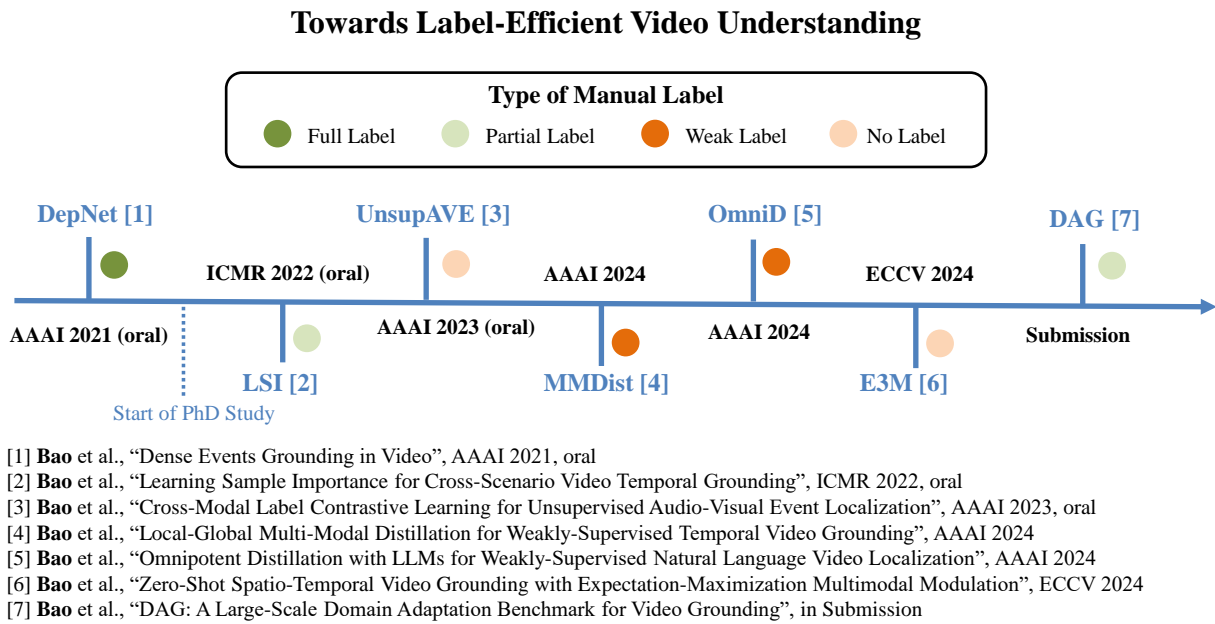 Towards Label-Efficient Video Understanding
Type of Manual Label
Full Label
Partial Label
Weak Label
No Label
DepNet [1]
UnsupAVE [3]
OmniD [5]
DAG [7]
ICMR 2022 (oral)
AAAI 2024
ECCV 2024
AAAI 2021 (oral)
AAAI 2023 (oral)
AAAI 2024
Submission
LSI [2]
MMDist [4]
E3M [6]
Start of PhD Study
[1] Bao et al., “Dense Events Grounding in Video”, AAAI 2021, oral
[2] Bao et al., “Learning Sample Importance for Cross-Scenario Video Temporal Grounding”, ICMR 2022, oral
[3] Bao et al., “Cross-Modal Label Contrastive Learning for Unsupervised Audio-Visual Event Localization”, AAAI 2023, oral
[4] Bao et al., “Local-Global Multi-Modal Distillation for Weakly-Supervised Temporal Video Grounding”, AAAI 2024
[5] Bao et al., “Omnipotent Distillation with LLMs for Weakly-Supervised Natural Language Video Localization”, AAAI 2024
[6] Bao et al., “Zero-Shot Spatio-Temporal Video Grounding with Expectation-Maximization Multimodal Modulation”, ECCV 2024
[7] Bao et al., “DAG: A Large-Scale Domain Adaptation Benchmark for Video Grounding”, in Submission